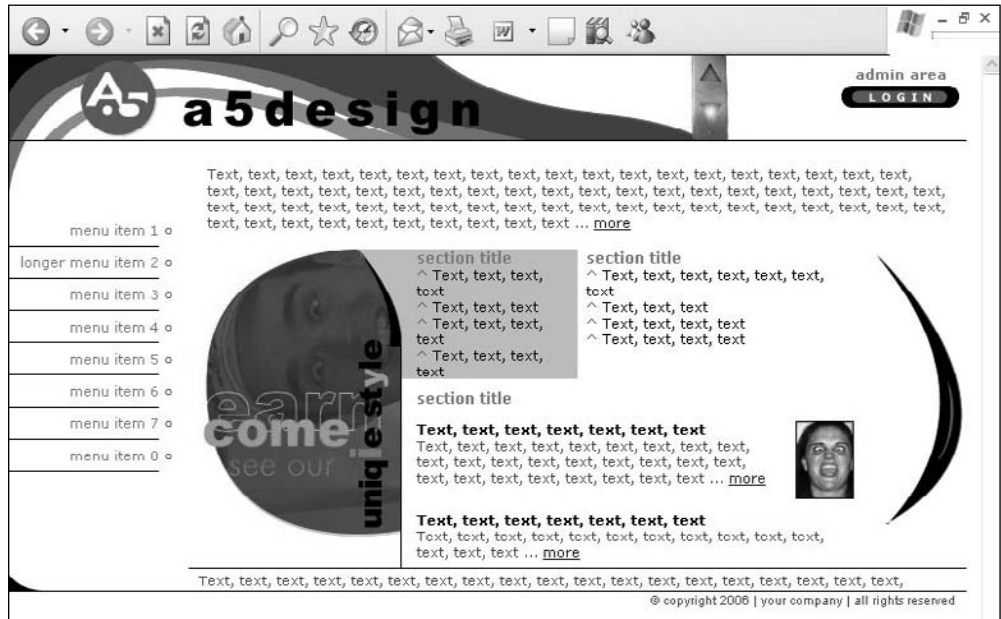 W
admin area
LOGIN
A5
a5design
Text, text, text, text, text, text, text, text, text, text, text, text, text, text, text, text, text, text, text,
text, text, text, text, text, text, text, text, text, text, text, text, text, text, text, text, text, text, text, text,
text, text, text, text, text, text, text, text, text, text, text, text, text, text, text, text, text, text, text, text,
text, text, text, text, text, text, text, text, text, text ... more
menu item 1
longer menu item 2
menu item 3
menu item 4
menu item 5
menu item 6
menu item 7
menu item 0
earn
come
see our
uniqie style
section title
^ Text, text, text,
text
^ Text, text, text
^ Text, text, text,
text
^ Text, text, text,
text
section title
^ Text, text, text, text, text, text,
text
^ Text, text, text
^ Text, text, text, text
^ Text, text, text, text
section title
Text, text, text, text, text, text, text
Text, text, text, text, text, text, text, text, text,
text, text, text, text, text, text, text, text, text,
text, text, text, text, text, text, text, text ... more
Text, text, text, text, text, text, text
Text, text, text, text, text, text, text, text, text, text, text,
text, text, text ... more
Text, text, text, text, text, text, text, text, text, text, text, text, text, text, text, text, text, text, text,
© copyright 2006 | your company | all rights reserved